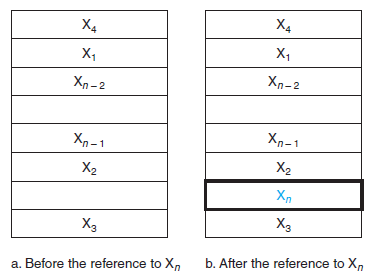 X₄ X₄
X₁ X₁
Xₙ₋₂ Xₙ₋₂
Xₙ₋₁ Xₙ₋₁
X₂ X₂
Xₙ
X₃ X₃
a. Before the reference to Xₙ b. After the reference to Xₙ